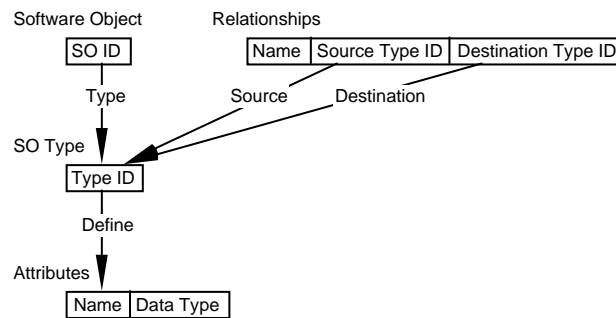 Software Object
Relationships
SO ID
Name Source Type ID Destination Type ID
Type
Source
Destination
SO Type
Type ID
Define
Attributes
Name Data Type